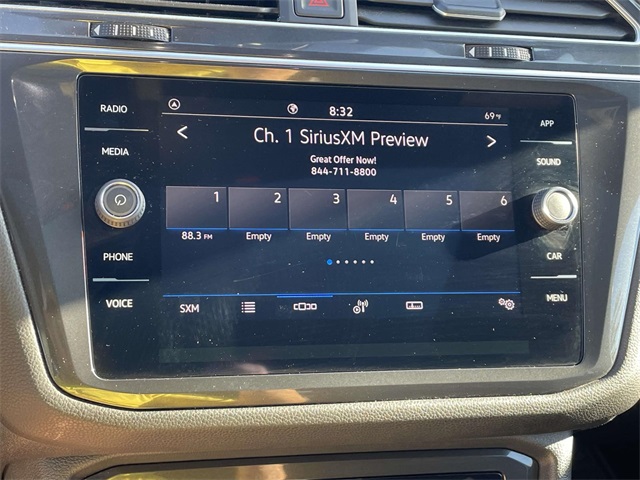 RADIO
MEDIA
PHONE
VOICE
8:32
69°F
Ch. 1 SiriusXM Preview
Great Offer Now!
844-711-8800
1 2 3 4 5 6
88.3 FM Empty Empty Empty Empty Empty
SXM
APP
SOUND
CAR
MENU